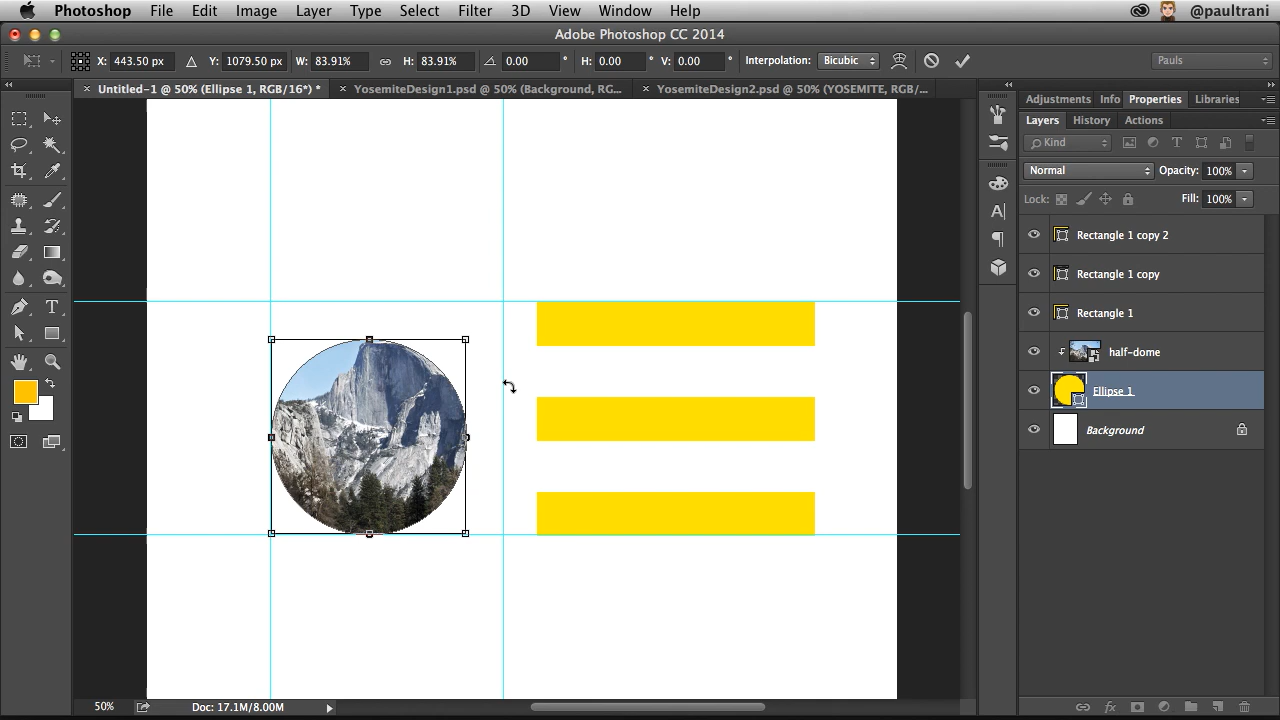 Photoshop File Edit Image Layer Type Select Filter 3D View Window Help @paultrani
Adobe Photoshop CC 2014
X: 443.50 px Y: 1079.50 px W: 83.91% H: 83.91% 0.00 ° H: 0.00 ° V: 0.00 ° Interpolation: Bicubic Pauls
× Untitled-1 @ 50% (Ellipse 1, RGB/16*) * × YosemiteDesign1.psd @ 50% (Background, RG... × YosemiteDesign2.psd @ 50% (YOSEMITE, RGB/...
Adjustments Info Properties Libraries
Layers History Actions
Kind
Normal Opacity: 100%
Lock: Fill: 100%
Rectangle 1 copy 2
Rectangle 1 copy
Rectangle 1
half-dome
Ellipse 1
Background
50% Doc: 17.1M/8.00M